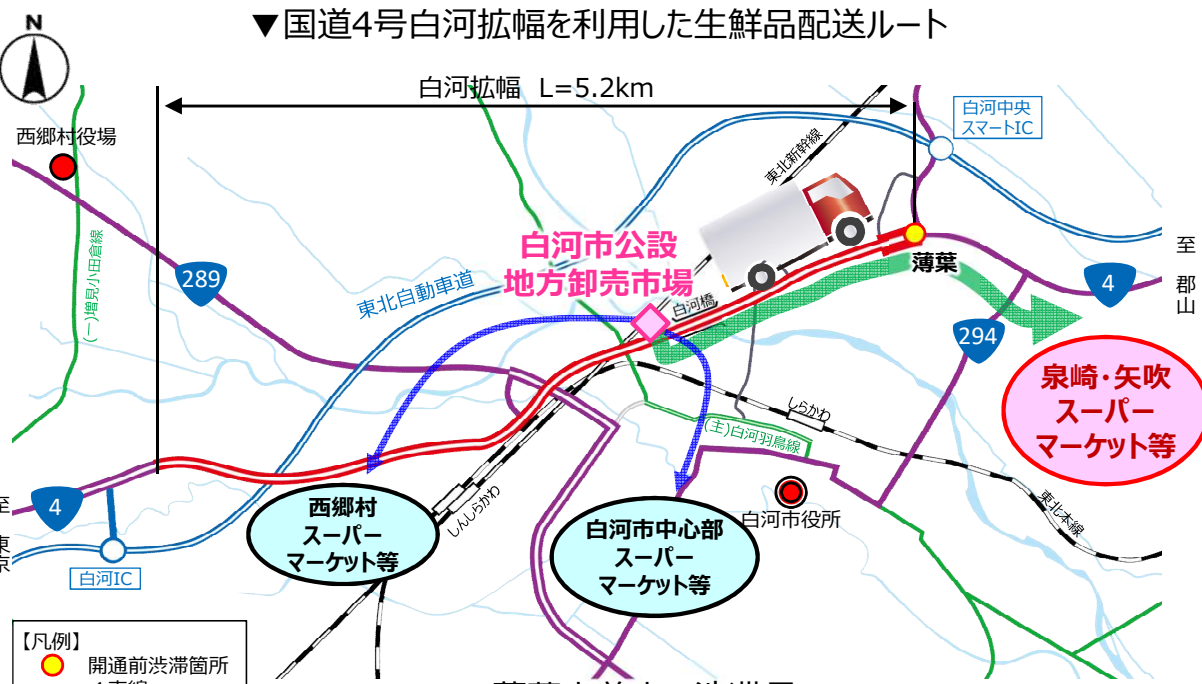 ▼国道4号白河拡幅を利用した生鮮品配送ルート
N
白河拡幅 L=5.2km
西郷村役場
白河中央
スマートIC
東北新幹線
白河市公設
地方卸売市場
薄葉
至 郡山
(一)増見小田倉線
289
東北自動車道
白河橋
4
294
泉崎・矢吹
スーパー
マーケット等
しらかわ
(主)白河羽鳥線
4
至 東京
西郷村
スーパー
マーケット等
しんしらかわ
白河市中心部
スーパー
マーケット等
白河市役所
東北本線
白河IC
【凡例】
開通前渋滞箇所